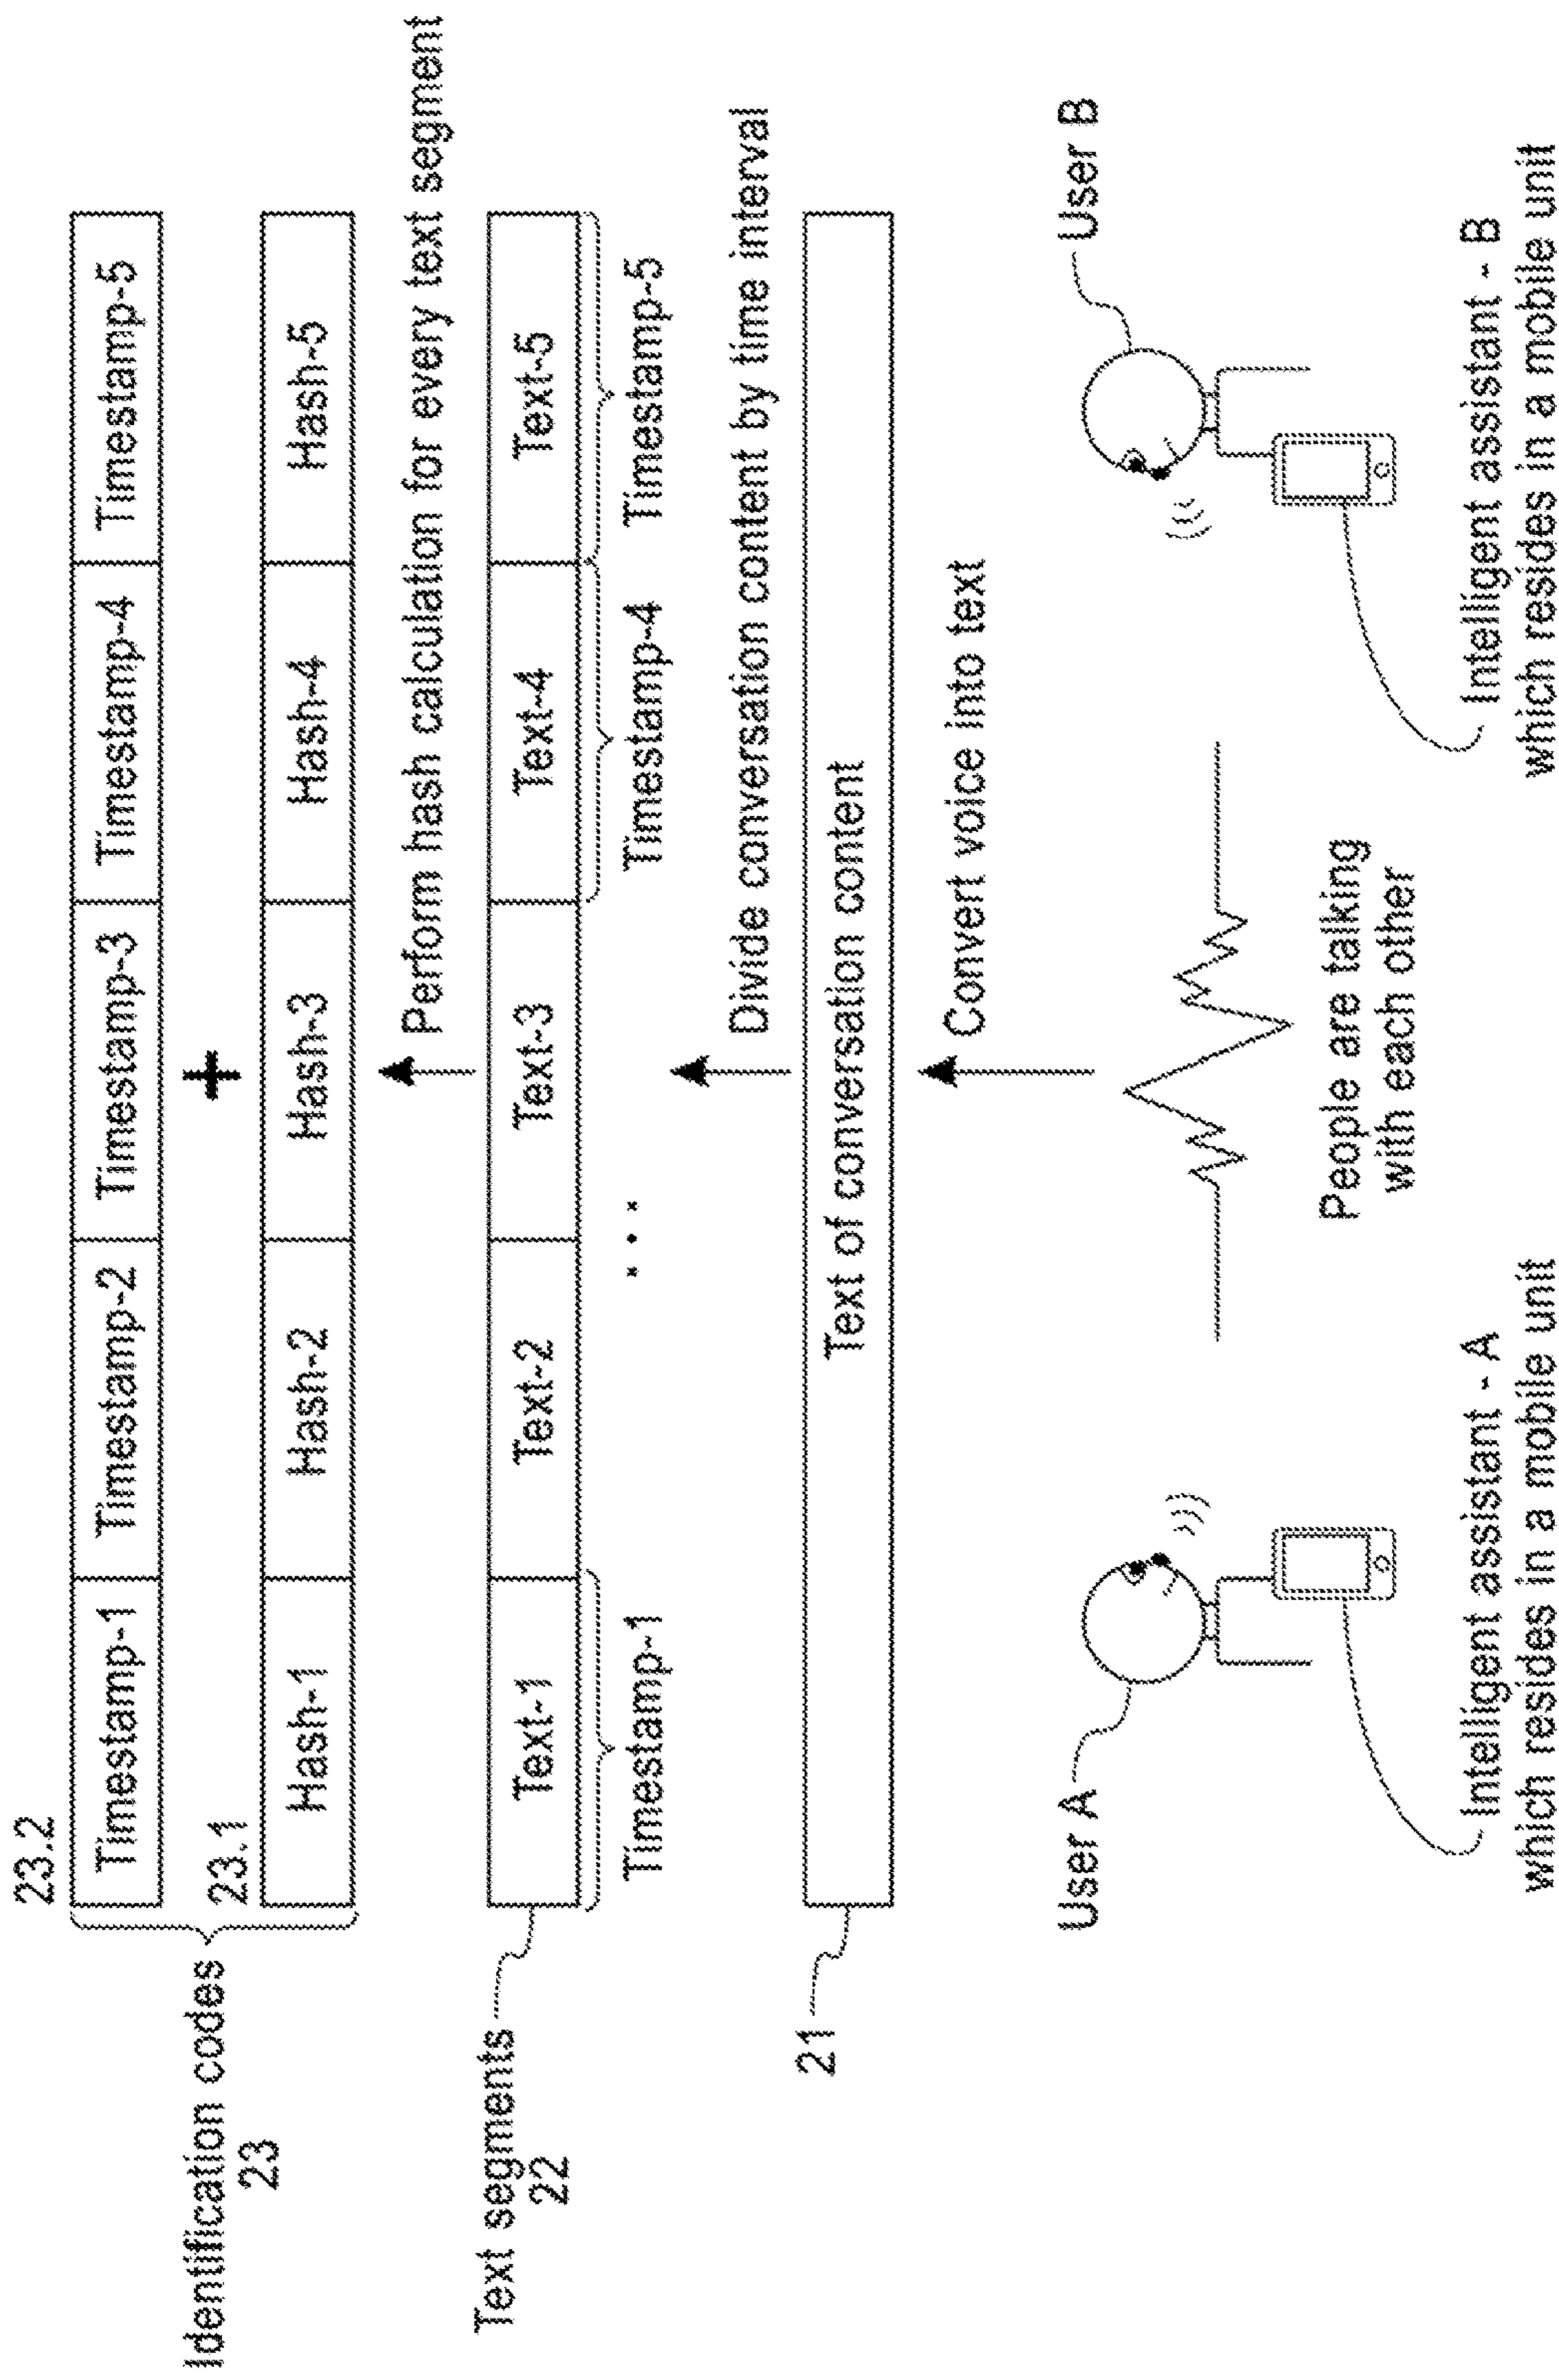 23.2
Timestamp-1 Timestamp-2 Timestamp-3 Timestamp-4 Timestamp-5
Identification codes
23
+
23.1
Hash-1 Hash-2 Hash-3 Hash-4 Hash-5
Perform hash calculation for every text segment
Text segments
22
Text-1 Text-2 Text-3 Text-4 Text-5
Timestamp-1 ... Timestamp-4 Timestamp-5
Divide conversation content by time interval
21
Text of conversation content
Convert voice into text
User A
User B
People are talking
with each other
Intelligent assistant - A
which resides in a mobile unit
Intelligent assistant - B
which resides in a mobile unit